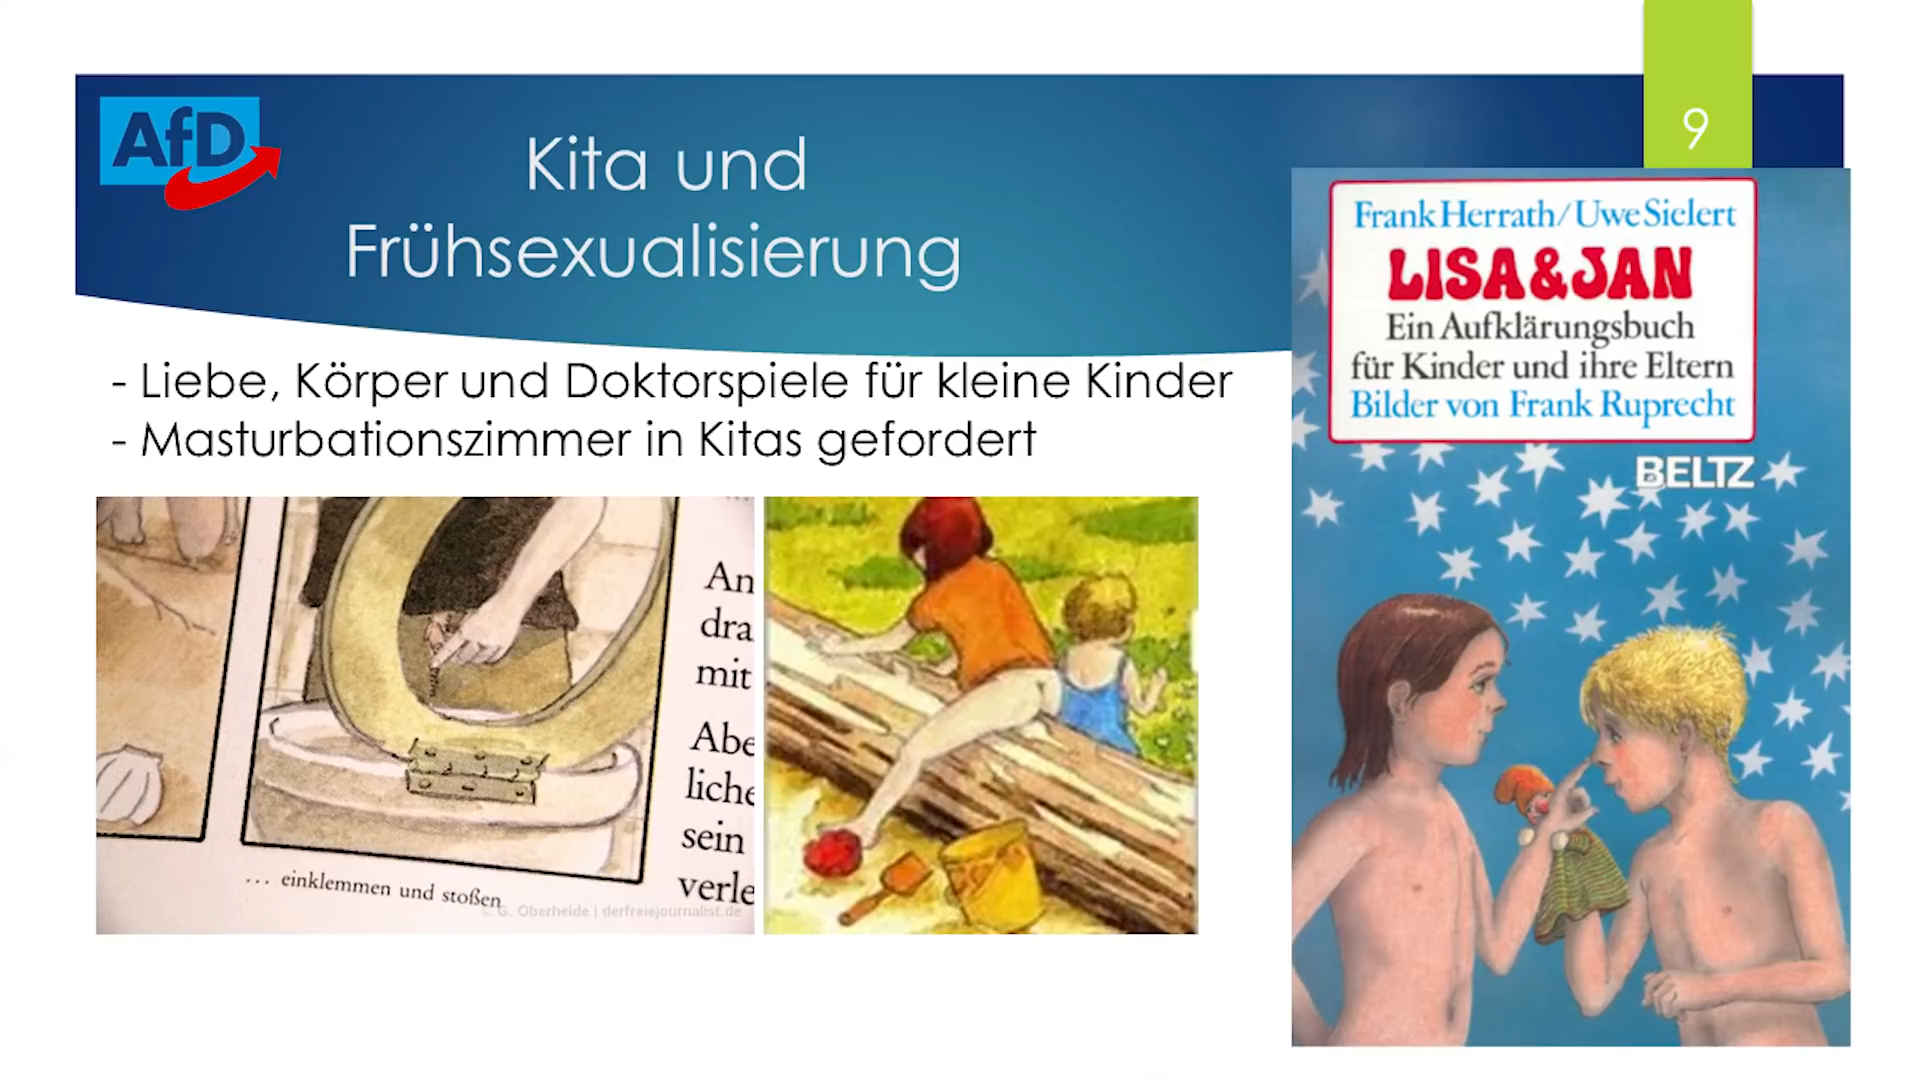 AfD
Kita und
Frühsexualisierung
9
- Liebe, Körper und Doktorspiele für kleine Kinder
- Masturbationszimmer in Kitas gefordert
An
dra
mit
Abe
liche
sein
verle
... einklemmen und stoßen
© G. Oberheide | derfreiejournalist.de
Frank Herrath/Uwe Sielert
LISA & JAN
Ein Aufklärungsbuch
für Kinder und ihre Eltern
Bilder von Frank Ruprecht
BELTZ